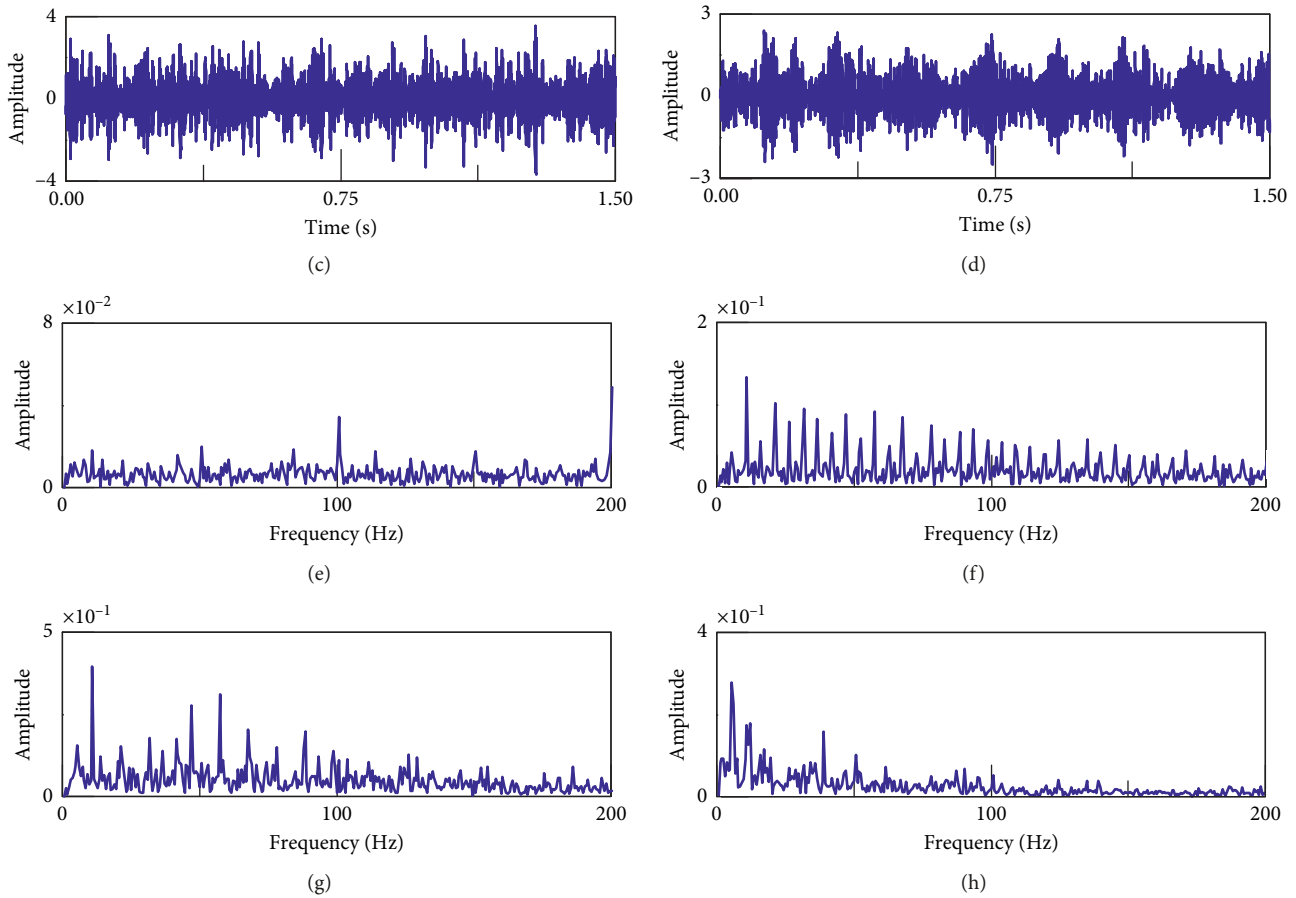 4
0
−4
Amplitude
0.00 0.75 1.50
Time (s)
(c)
3
0
−3
Amplitude
0.00 0.75 1.50
Time (s)
(d)
×10⁻²
8
0
Amplitude
0 100 200
Frequency (Hz)
(e)
×10⁻¹
2
0
Amplitude
0 100 200
Frequency (Hz)
(f)
×10⁻¹
5
0
Amplitude
0 100 200
Frequency (Hz)
(g)
×10⁻¹
4
0
Amplitude
0 100 200
Frequency (Hz)
(h)